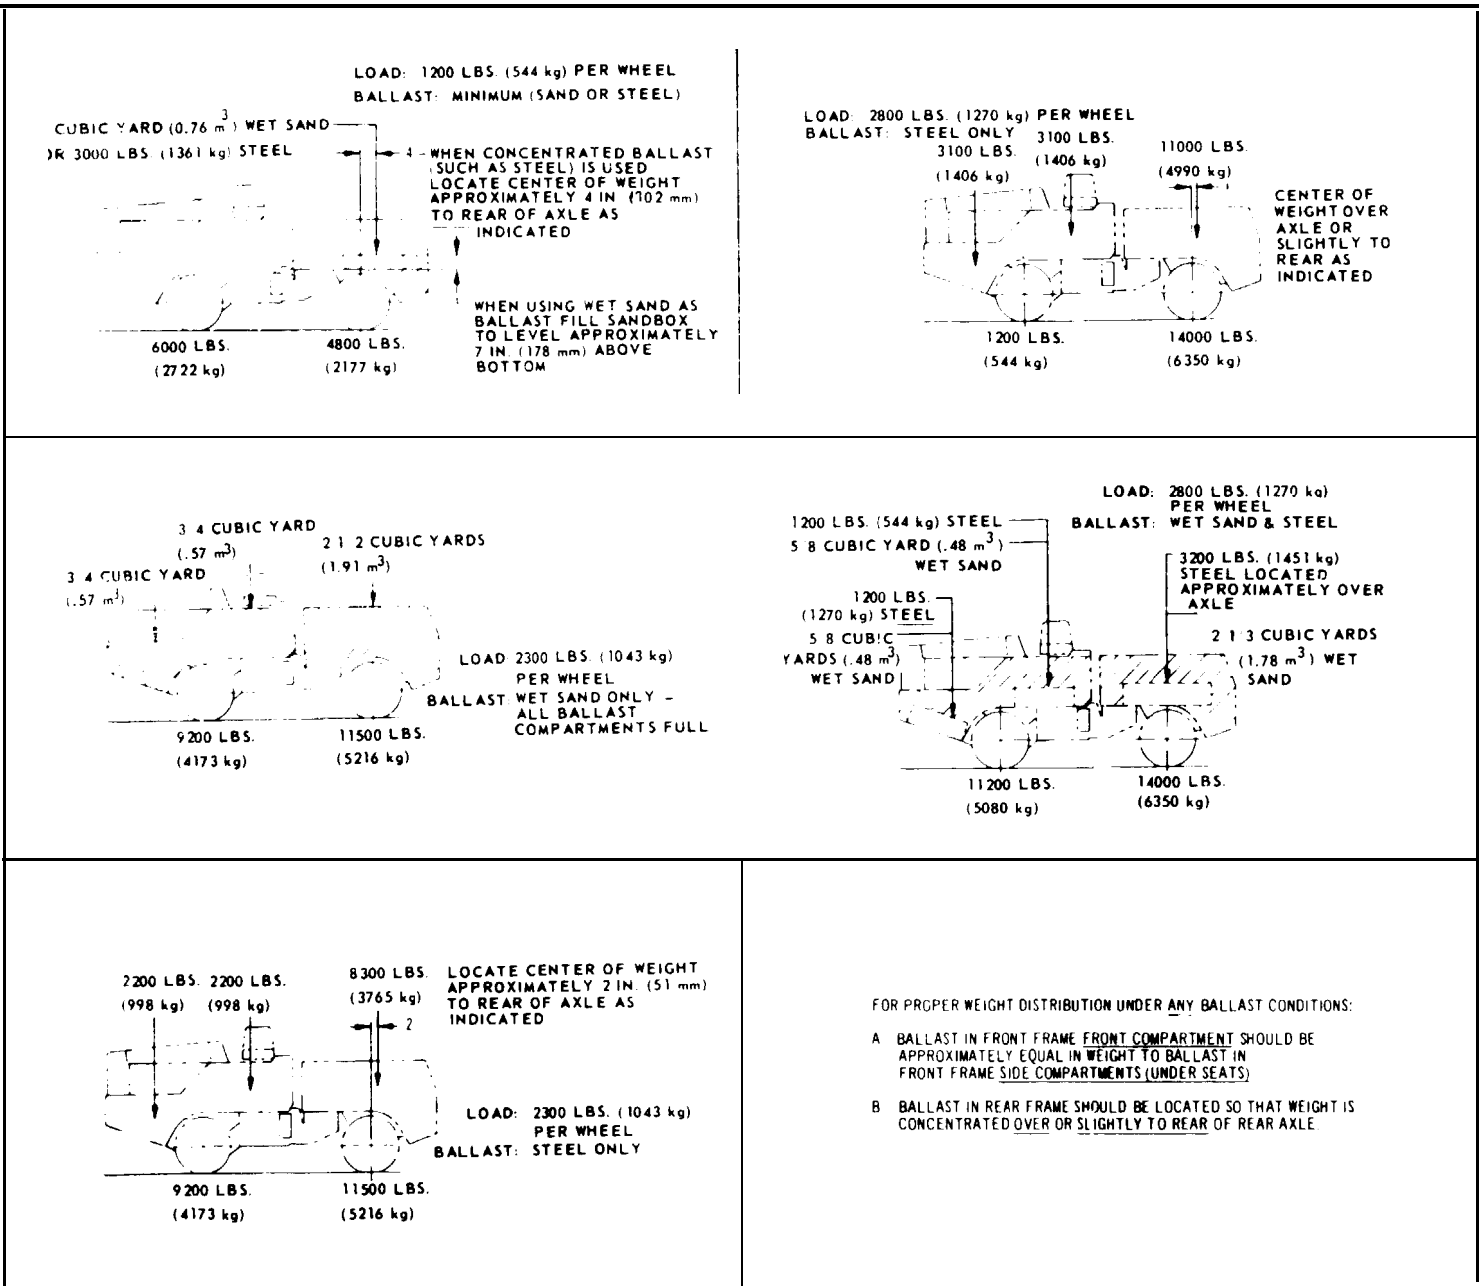 LOAD: 1200 LBS. (544 kg) PER WHEEL
BALLAST: MINIMUM (SAND OR STEEL)
CUBIC YARD (0.76 m³) WET SAND
OR 3000 LBS. (1361 kg) STEEL
4
WHEN CONCENTRATED BALLAST
(SUCH AS STEEL) IS USED
LOCATE CENTER OF WEIGHT
APPROXIMATELY 4 IN (102 mm)
TO REAR OF AXLE AS
INDICATED
WHEN USING WET SAND AS
BALLAST FILL SANDBOX
TO LEVEL APPROXIMATELY
7 IN. (178 mm) ABOVE
BOTTOM
6000 LBS.
(2722 kg)
4800 LBS.
(2177 kg)
LOAD: 2800 LBS. (1270 kg) PER WHEEL
BALLAST: STEEL ONLY
3100 LBS.
(1406 kg)
3100 LBS.
(1406 kg)
11000 LBS.
(4990 kg)
CENTER OF
WEIGHT OVER
AXLE OR
SLIGHTLY TO
REAR AS
INDICATED
1200 LBS.
(544 kg)
14000 LBS.
(6350 kg)
3 4 CUBIC YARD
(.57 m³)
3 4 CUBIC YARD
(.57 m³)
2 1 2 CUBIC YARDS
(1.91 m³)
LOAD 2300 LBS. (1043 kg)
PER WHEEL
BALLAST WET SAND ONLY –
ALL BALLAST
COMPARTMENTS FULL
9200 LBS.
(4173 kg)
11500 LBS.
(5216 kg)
LOAD: 2800 LBS. (1270 kg)
PER WHEEL
BALLAST: WET SAND & STEEL
1200 LBS. (544 kg) STEEL
5 8 CUBIC YARD (.48 m³)
WET SAND
1200 LBS.
(1270 kg) STEEL
5 8 CUBIC
YARDS (.48 m³)
WET SAND
3200 LBS. (1451 kg)
STEEL LOCATED
APPROXIMATELY OVER
AXLE
2 1 3 CUBIC YARDS
(1.78 m³) WET
SAND
11200 LBS.
(5080 kg)
14000 LBS.
(6350 kg)
2200 LBS.
(998 kg)
2200 LBS.
(998 kg)
8300 LBS.
(3765 kg)
2
LOCATE CENTER OF WEIGHT
APPROXIMATELY 2 IN. (51 mm)
TO REAR OF AXLE AS
INDICATED
LOAD: 2300 LBS. (1043 kg)
PER WHEEL
BALLAST: STEEL ONLY
9200 LBS.
(4173 kg)
11500 LBS.
(5216 kg)
FOR PROPER WEIGHT DISTRIBUTION UNDER ANY BALLAST CONDITIONS:
A BALLAST IN FRONT FRAME FRONT COMPARTMENT SHOULD BE
APPROXIMATELY EQUAL IN WEIGHT TO BALLAST IN
FRONT FRAME SIDE COMPARTMENTS (UNDER SEATS)
B BALLAST IN REAR FRAME SHOULD BE LOCATED SO THAT WEIGHT IS
CONCENTRATED OVER OR SLIGHTLY TO REAR OF REAR AXLE.